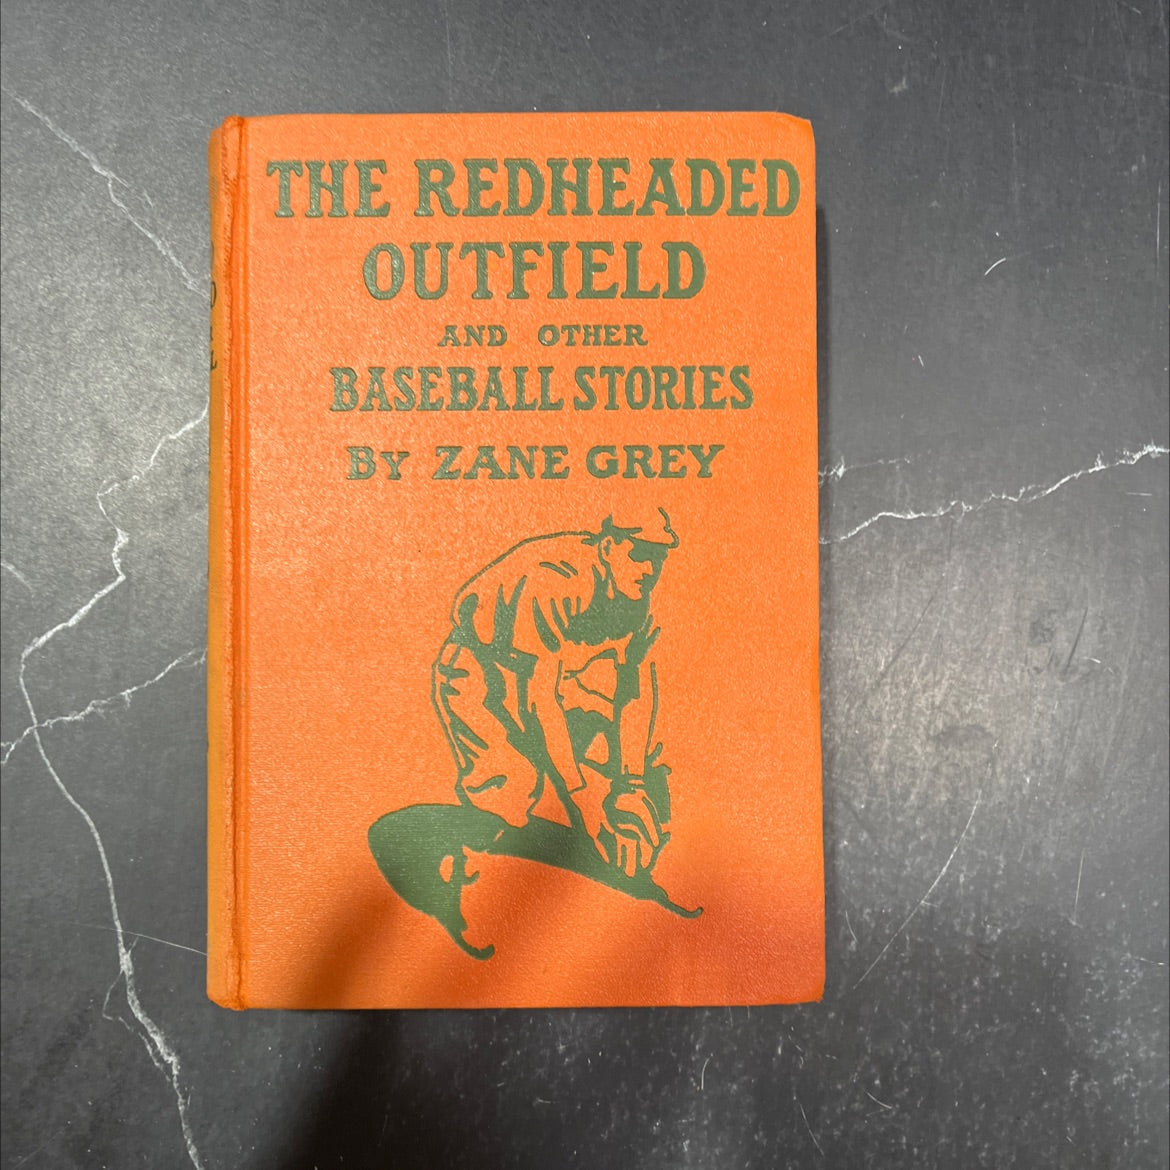 THE REDHEADED
OUTFIELD
AND OTHER
BASEBALL STORIES
By ZANE GREY